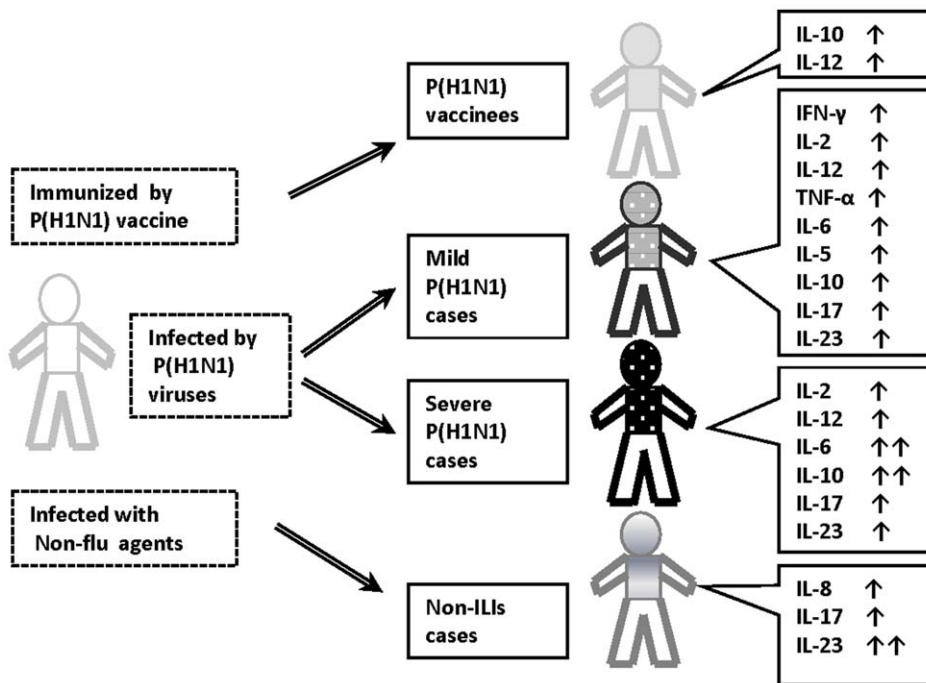 Immunized by
P(H1N1) vaccine
Infected by
P(H1N1)
viruses
Infected with
Non-flu agents
P(H1N1)
vaccinees
Mild
P(H1N1)
cases
Severe
P(H1N1)
cases
Non-ILIs
cases
IL-10 ↑
IL-12 ↑
IFN-γ ↑
IL-2 ↑
IL-12 ↑
TNF-α ↑
IL-6 ↑
IL-5 ↑
IL-10 ↑
IL-17 ↑
IL-23 ↑
IL-2 ↑
IL-12 ↑
IL-6 ↑↑
IL-10 ↑↑
IL-17 ↑
IL-23 ↑
IL-8 ↑
IL-17 ↑
IL-23 ↑↑